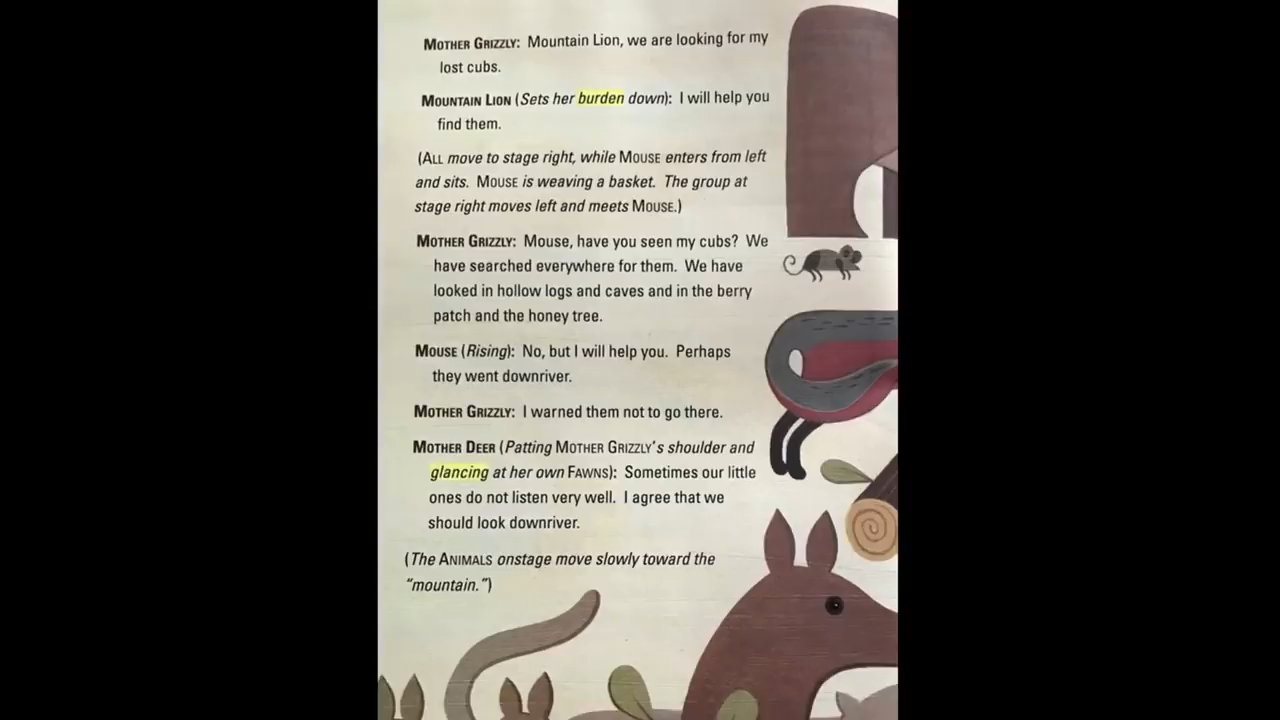 MOTHER GRIZZLY: Mountain Lion, we are looking for my
lost cubs.
MOUNTAIN LION (Sets her burden down): I will help you
find them.
(ALL move to stage right, while MOUSE enters from left
and sits. MOUSE is weaving a basket. The group at
stage right moves left and meets MOUSE.)
MOTHER GRIZZLY: Mouse, have you seen my cubs? We
have searched everywhere for them. We have
looked in hollow logs and caves and in the berry
patch and the honey tree.
MOUSE (Rising): No, but I will help you. Perhaps
they went downriver.
MOTHER GRIZZLY: I warned them not to go there.
MOTHER DEER (Patting MOTHER GRIZZLY's shoulder and
glancing at her own FAWNS): Sometimes our little
ones do not listen very well. I agree that we
should look downriver.
(The ANIMALS onstage move slowly toward the
“mountain.”)